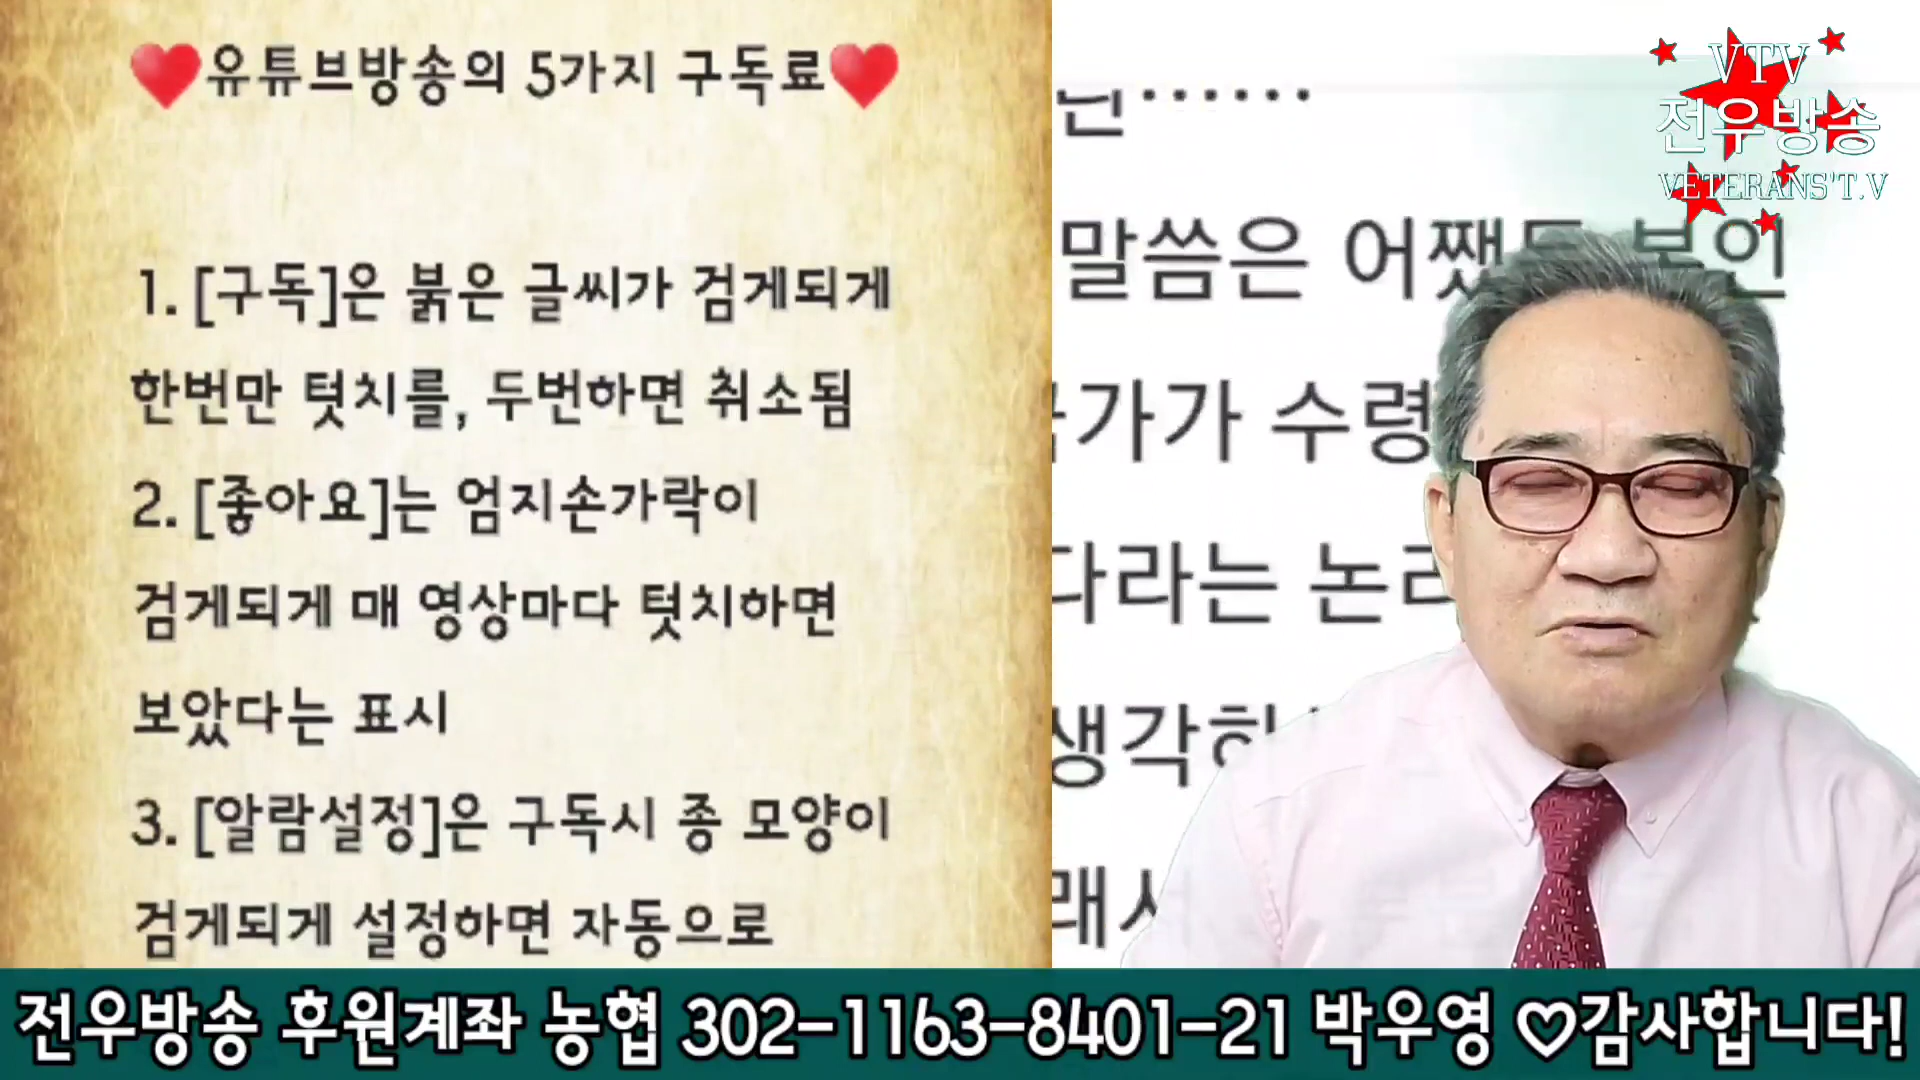 ♥유튜브방송의 5가지 구독료♥
1. [구독]은 붉은 글씨가 검게되게
한번만 텃치를, 두번하면 취소됨
2. [좋아요]는 엄지손가락이
검게되게 매 영상마다 텃치하면
보았다는 표시
3. [알람설정]은 구독시 종 모양이
검게되게 설정하면 자동으로
말씀은 어쨌든 본인
가가 수령
다라는 논리
생각하
래서
VTV
전우방송
VETERANS'T.V
전우방송 후원계좌 농협 302-1163-8401-21 박우영 ♡감사합니다!